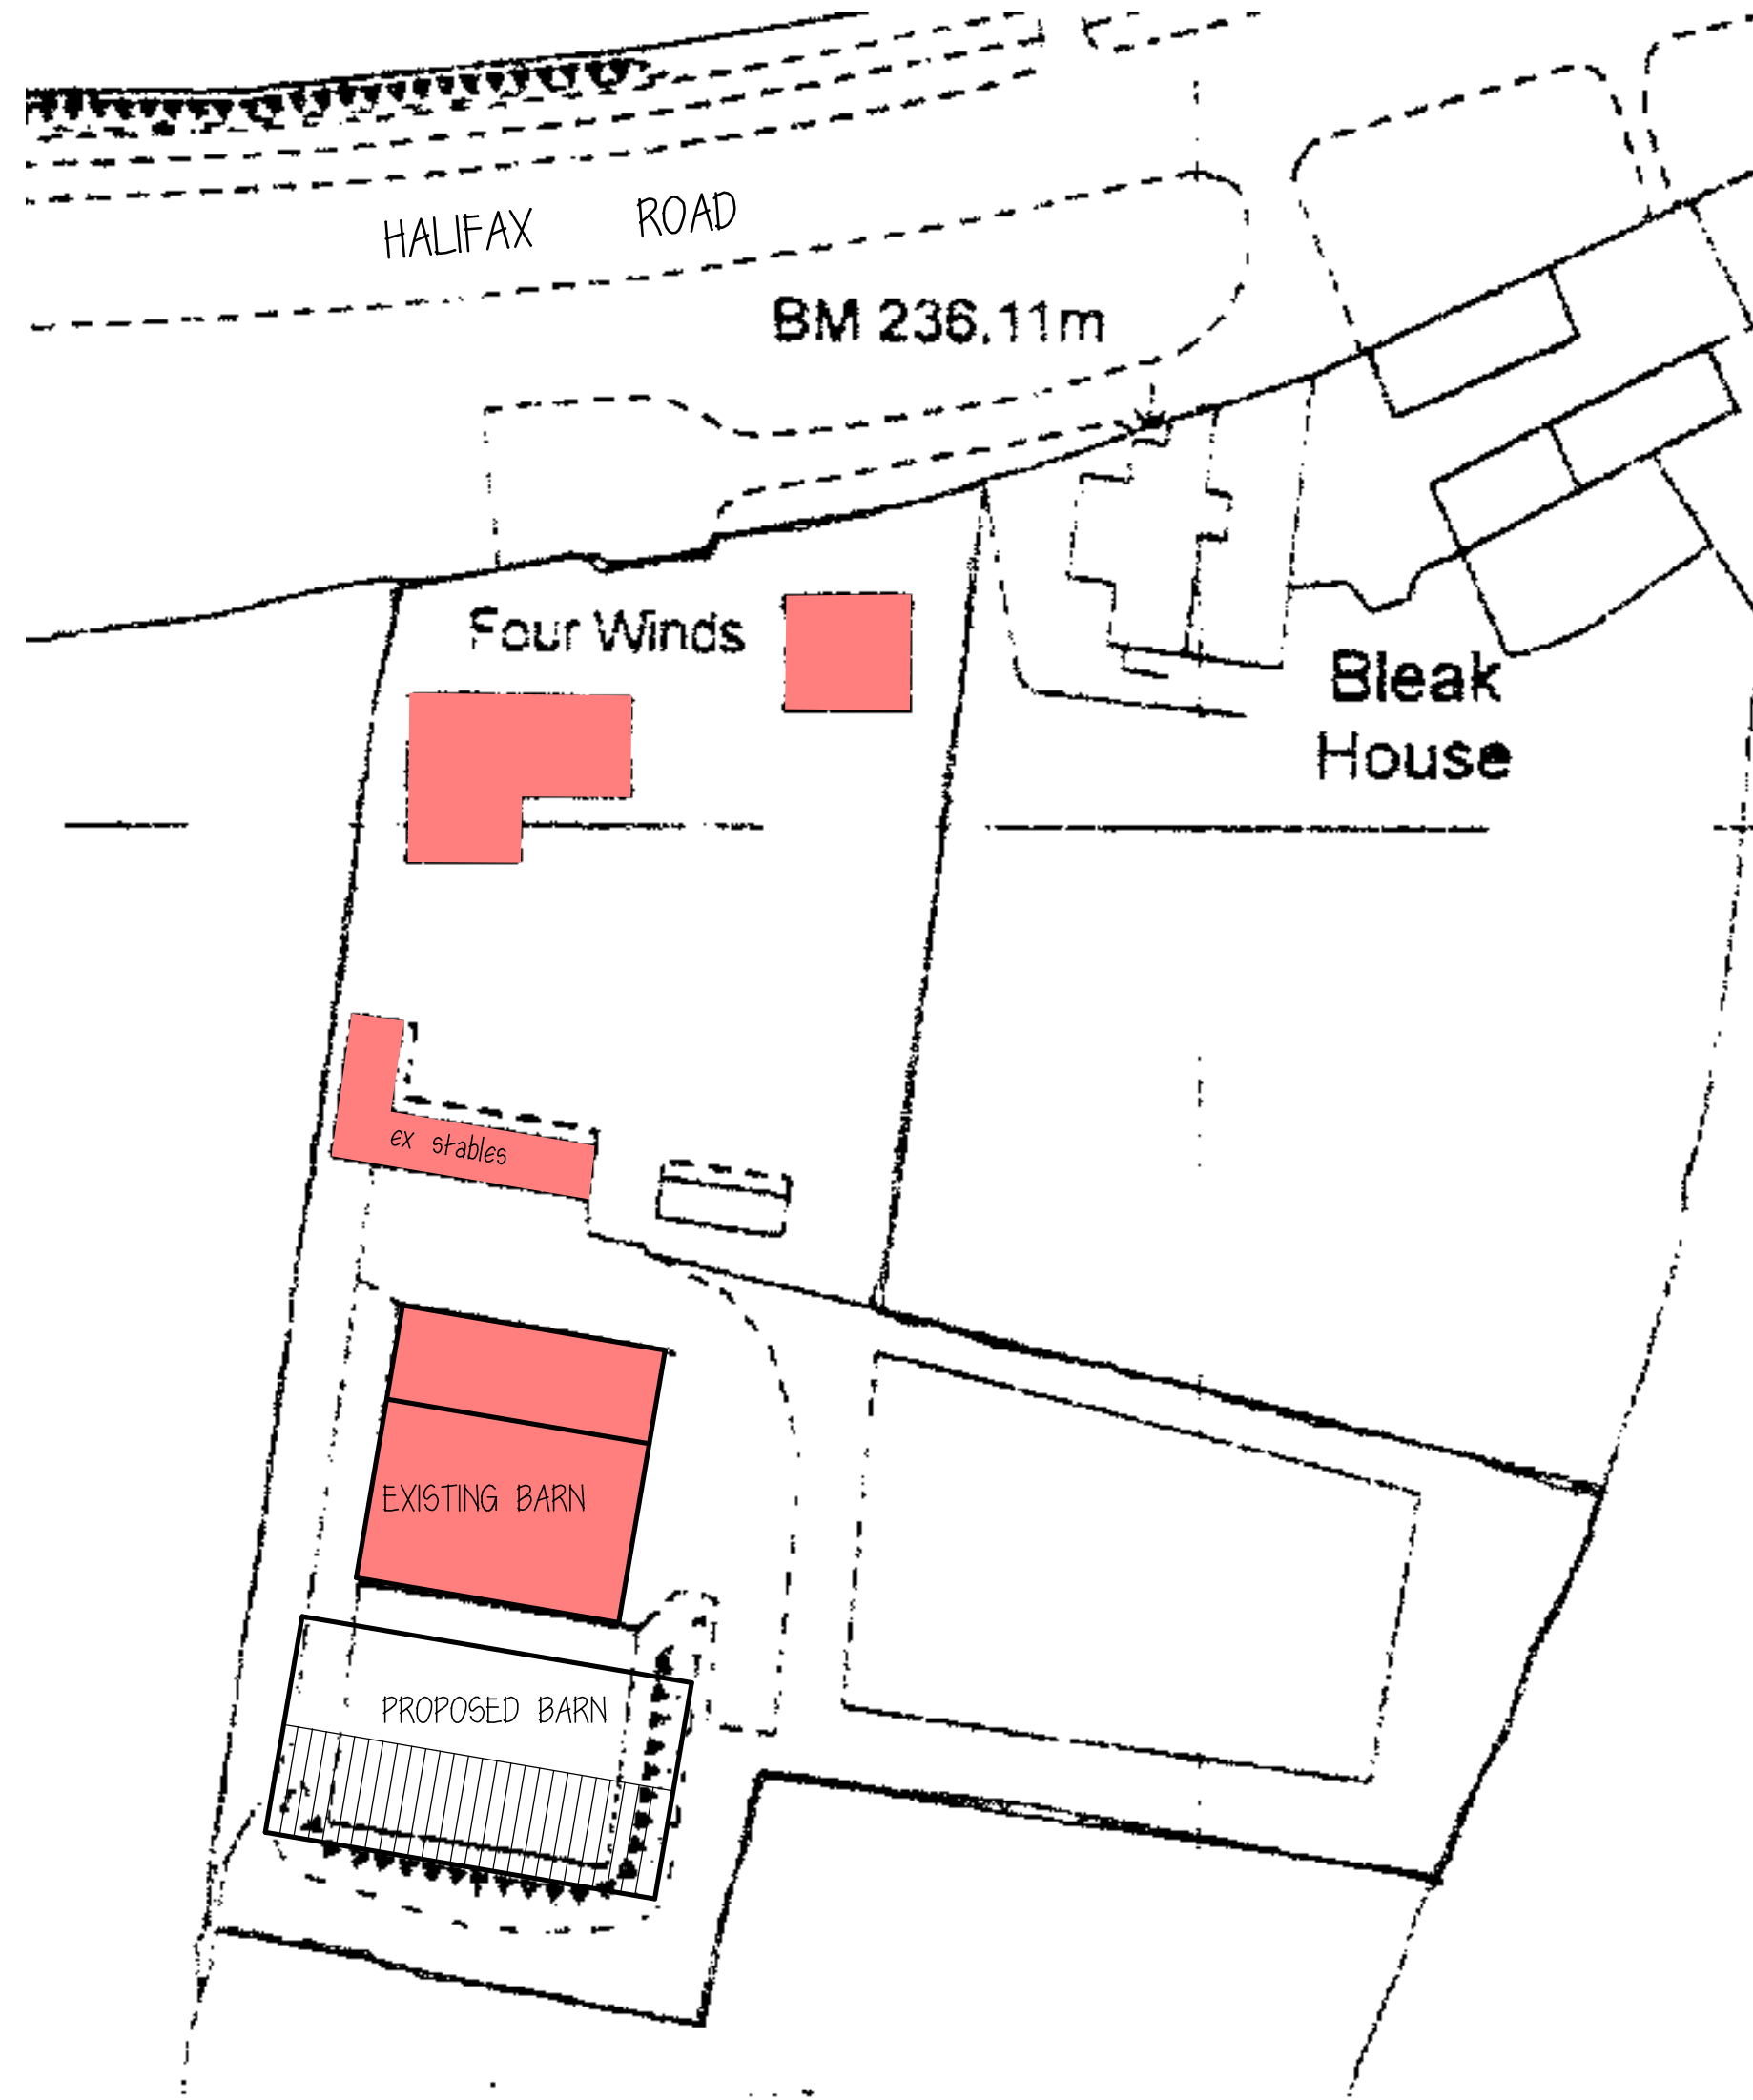 HALIFAX ROAD
BM 236.11m
Four Winds
Bleak
House
ex stables
EXISTING BARN
PROPOSED BARN